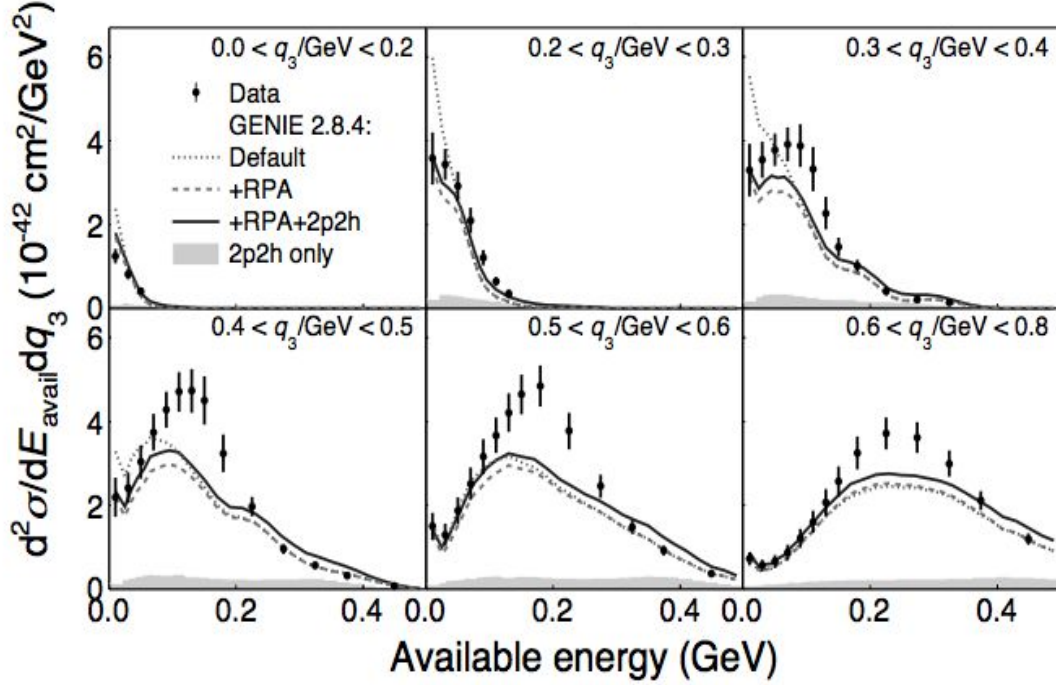 d²σ/dE_avail dq₃ (10⁻⁴² cm²/GeV²)
0.0 < q₃/GeV < 0.2
0.2 < q₃/GeV < 0.3
0.3 < q₃/GeV < 0.4
6
4
2
0
Data
GENIE 2.8.4:
Default
+RPA
+RPA+2p2h
2p2h only
0.4 < q₃/GeV < 0.5
0.5 < q₃/GeV < 0.6
0.6 < q₃/GeV < 0.8
6
4
2
0
0.0 0.2 0.4 0.0 0.2 0.4 0.0 0.2 0.4
Available energy (GeV)